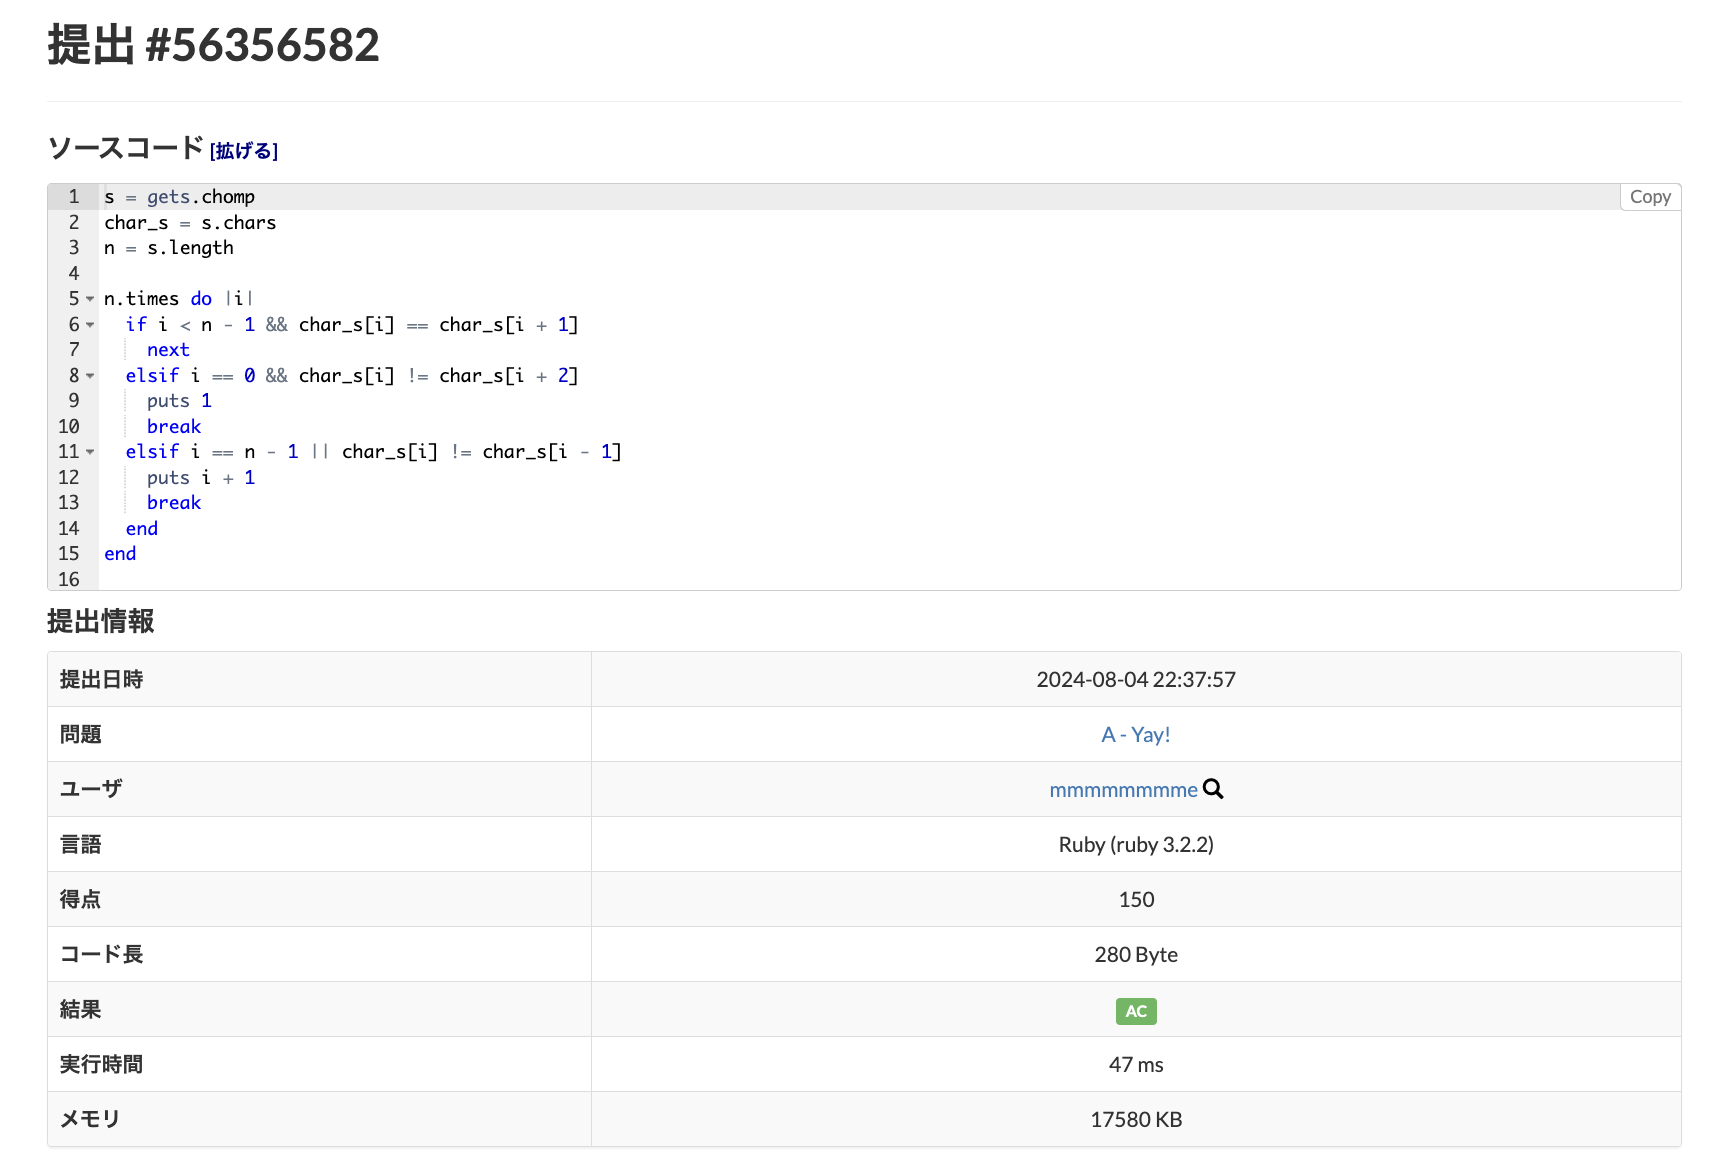 提出 #56356582
ソースコード [拡げる]
Copy
1 s = gets.chomp
2 char_s = s.chars
3 n = s.length
4
5 n.times do |i|
6   if i < n - 1 && char_s[i] == char_s[i + 1]
7     next
8   elsif i == 0 && char_s[i] != char_s[i + 2]
9     puts 1
10     break
11   elsif i == n - 1 || char_s[i] != char_s[i - 1]
12     puts i + 1
13     break
14   end
15 end
16
提出情報
提出日時 2024-08-04 22:37:57
問題 A - Yay!
ユーザ mmmmmmmme
言語 Ruby (ruby 3.2.2)
得点 150
コード長 280 Byte
結果 AC
実行時間 47 ms
メモリ 17580 KB